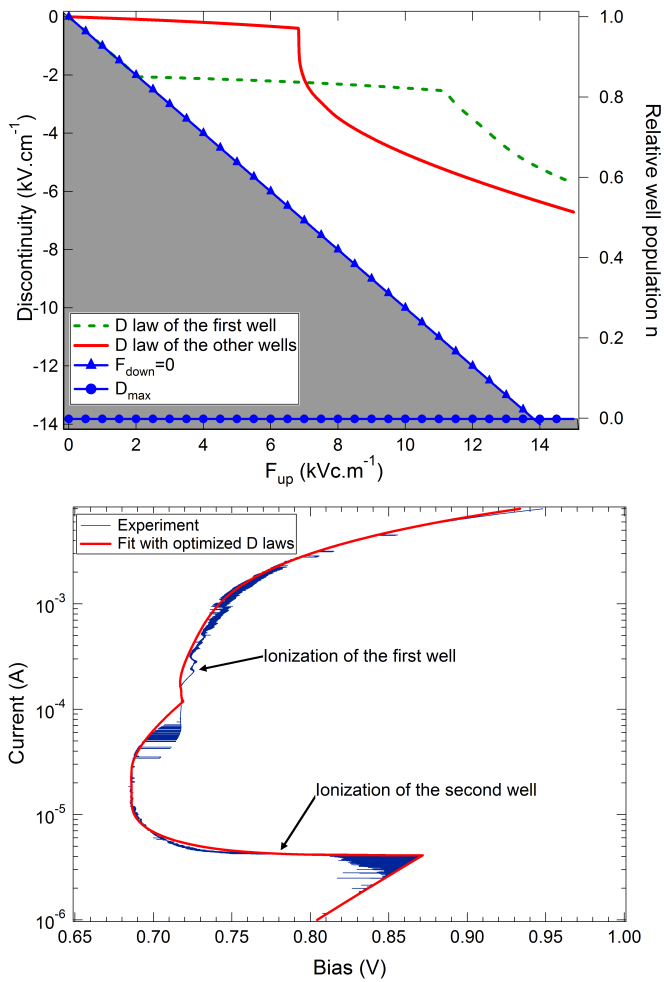 Discontinuity (kV.cm-1)
0
-2
-4
-6
-8
-10
-12
-14
1.0
0.8
0.6
0.4
0.2
0.0
Relative well population n
D law of the first well
D law of the other wells
Fdown=0
Dmax
0 2 4 6 8 10 12 14
Fup (kVc.m-1)
Experiment
Fit with optimized D laws
Current (A)
10-3
10-4
10-5
10-6
Ionization of the first well
Ionization of the second well
0.65 0.70 0.75 0.80 0.85 0.90 0.95 1.00
Bias (V)